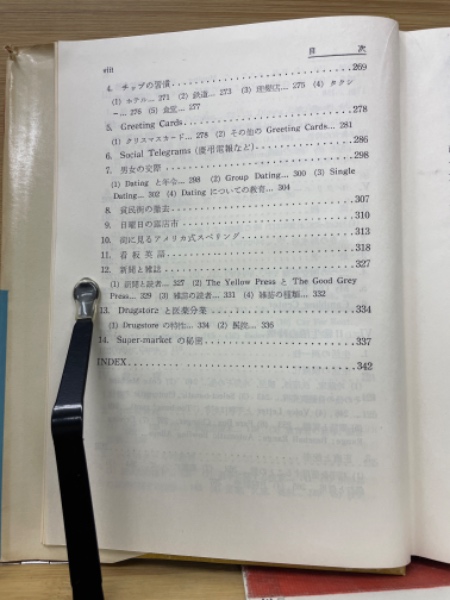 viii
目 次
4. チップの習慣..............................269
(1) ホテル... 271 (2) 鉄道... 273 (3) 理髪店... 275 (4) タクシ
ー... 276 (5) 食堂... 277
5. Greeting Cards..............................278
(1) クリスマスカード... 278 (2) その他の Greeting Cards... 281
6. Social Telegrams (慶弔電報など)..............................286
7. 男女の交際..............................298
(1) Dating と年令... 298 (2) Group Dating... 300 (3) Single
Dating... 302 (4) Dating についての教育... 304
8. 貧民街の撤去..............................307
9. 日曜日の露店市..............................310
10. 街に見るアメリカ式スペリング..............................313
11. 看板英語..............................318
12. 新聞と雑誌..............................327
(1) 新聞と読者... 327 (2) The Yellow Press と The Good Grey
Press... 329 (3) 雑誌の読者... 331 (4) 雑誌の種類... 332
13. Drugstore と医薬分業..............................334
(1) Drugstore の特性... 334 (2) 医院... 336
14. Super-market の秘密..............................337
INDEX..............................342